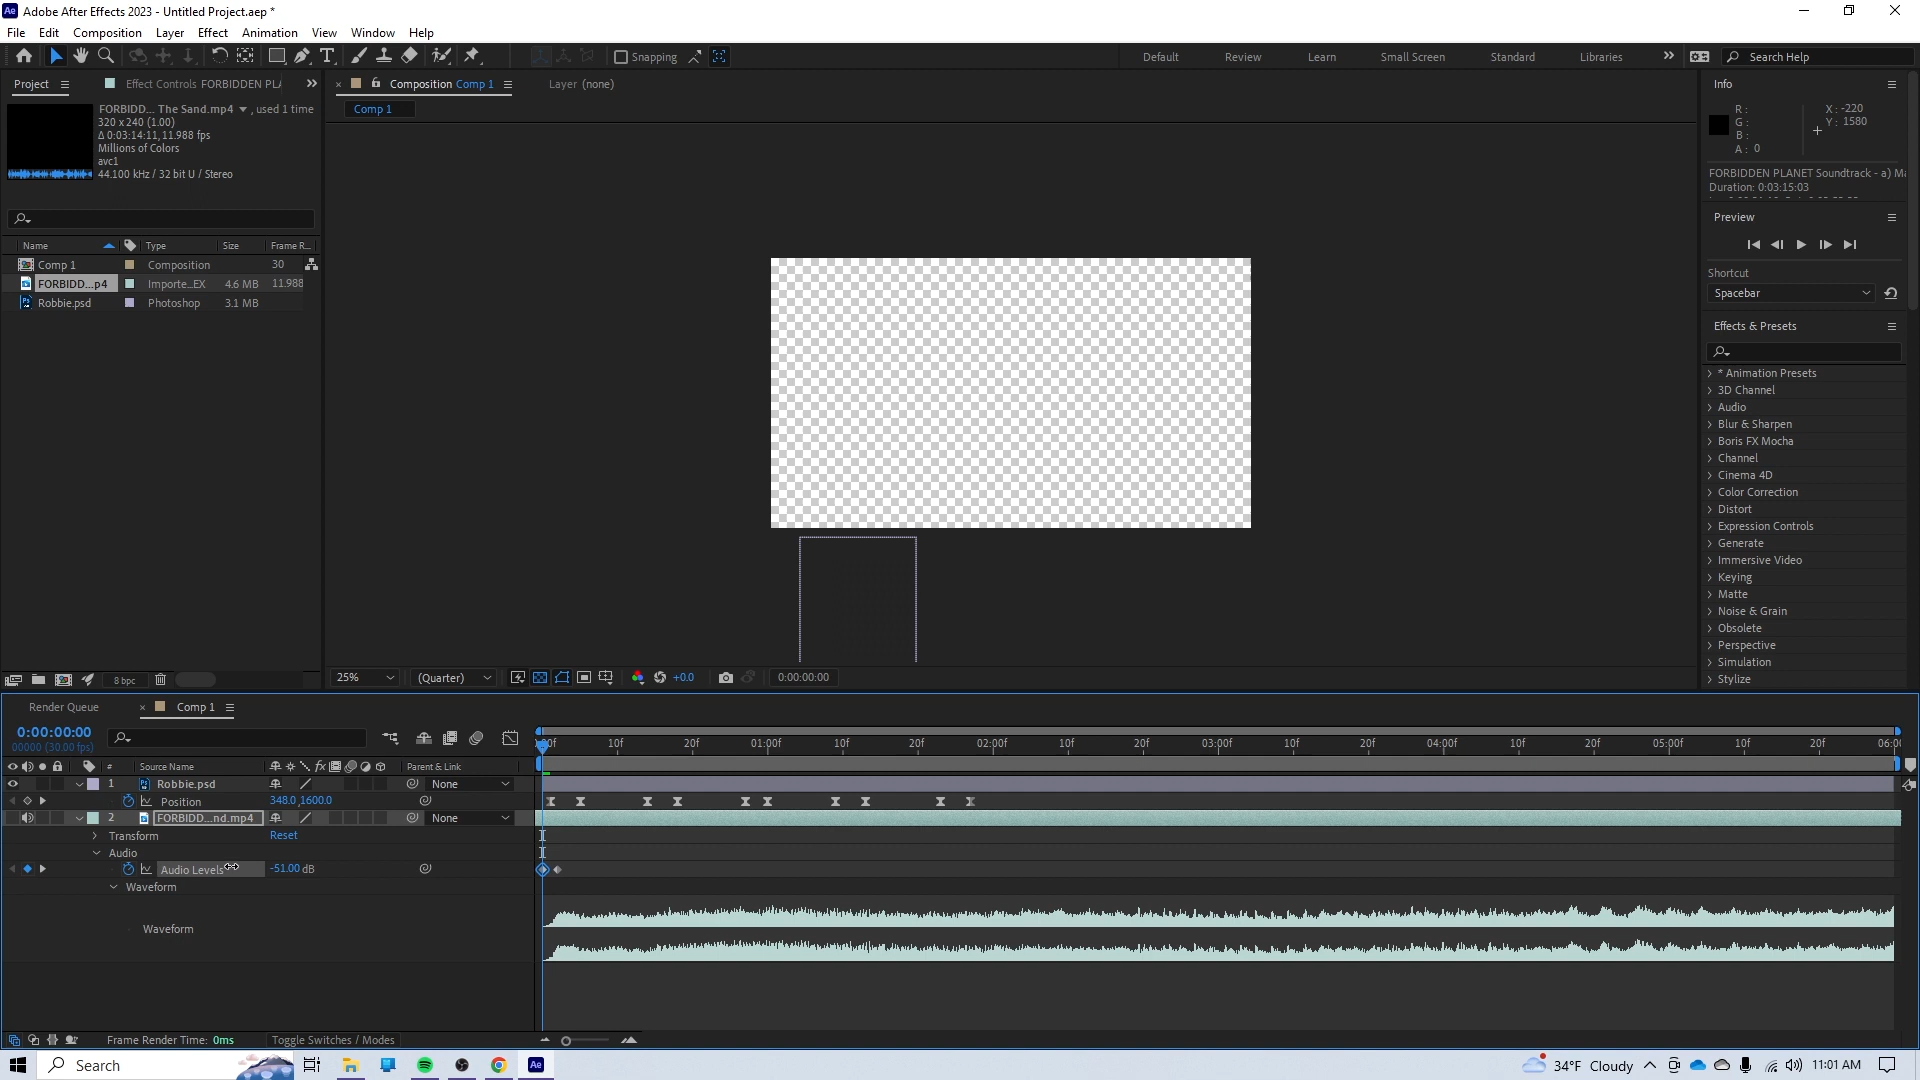 Adobe After Effects 2023 - Untitled Project.aep *
File Edit Composition Layer Effect Animation View Window Help
Snapping
Default Review Learn Small Screen Standard Libraries
Search Help
Project
Effect Controls FORBIDDEN PLA
FORBIDD... The Sand.mp4 , used 1 time
320 x 240 (1.00)
Δ 0:03:14:11, 11.988 fps
Millions of Colors
avc1
44.100 kHz / 32 bit U / Stereo
Name Type Size Frame R...
Comp 1 Composition 30
FORBIDD...p4 Importe...EX 4.6 MB 11.988
Robbie.psd Photoshop 3.1 MB
8 bpc
Composition Comp 1
Layer (none)
Comp 1
25% (Quarter) +0.0 0:00:00:00
Info
R :
G :
B :
A : 0
X : -220
Y : 1580
FORBIDDEN PLANET Soundtrack - a) Ma
Duration: 0:03:15:03
Preview
Shortcut
Spacebar
Effects & Presets
* Animation Presets
3D Channel
Audio
Blur & Sharpen
Boris FX Mocha
Channel
Cinema 4D
Color Correction
Distort
Expression Controls
Generate
Immersive Video
Keying
Matte
Noise & Grain
Obsolete
Perspective
Simulation
Stylize
Render Queue
Comp 1
0:00:00:00
00000 (30.00 fps)
:00f 10f 20f 01:00f 10f 20f 02:00f 10f 20f 03:00f 10f 20f 04:00f 10f 20f 05:00f 10f 20f 06:00
# Source Name fx Parent & Link
1 Robbie.psd None
Position 348.0,1600.0
2 FORBIDD...nd.mp4 None
Transform Reset
Audio
Audio Levels -51.00 dB
Waveform
Waveform
Frame Render Time: 0ms Toggle Switches / Modes
Search
Ae
34°F Cloudy
11:01 AM